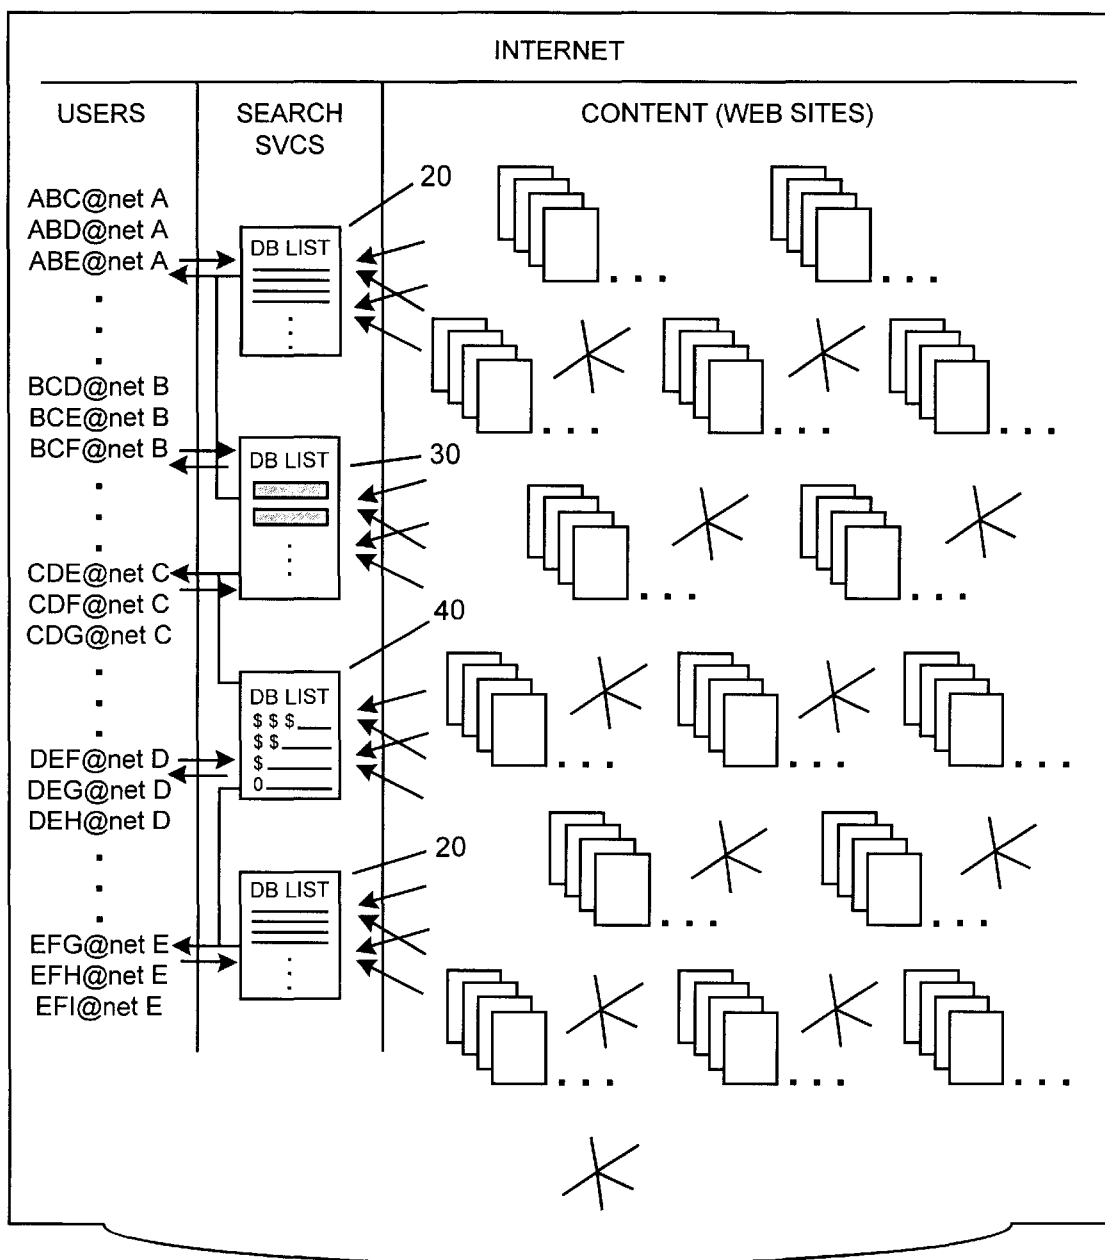 INTERNET
USERS
SEARCH
SVCS
CONTENT (WEB SITES)
ABC@net A
ABD@net A
ABE@net A
BCD@net B
BCE@net B
BCF@net B
CDE@net C
CDF@net C
CDG@net C
DEF@net D
DEG@net D
DEH@net D
EFG@net E
EFH@net E
EFI@net E
20
DB LIST
30
DB LIST
40
DB LIST
$ $ $
$ $
$
0
20
DB LIST